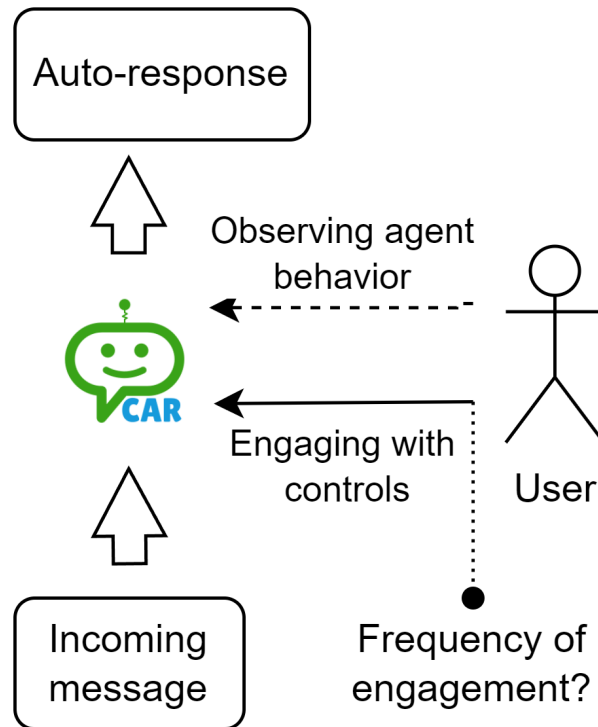 Auto-response
Observing agent
behavior
CAR
Engaging with
controls
User
Incoming
message
Frequency of
engagement?